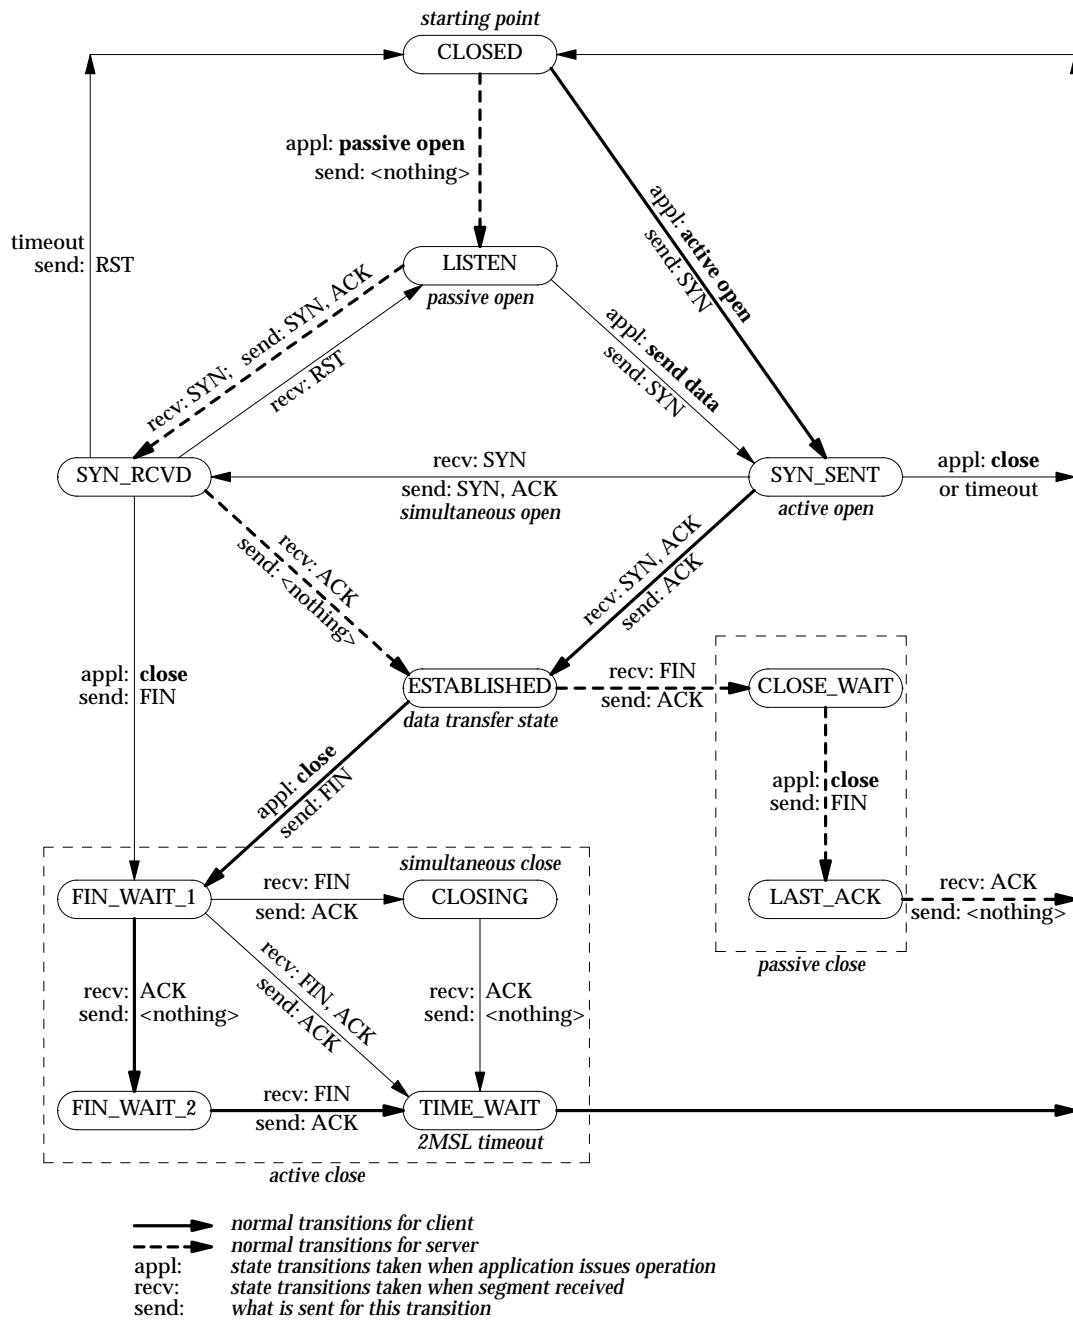 starting point
CLOSED
appl: passive open
send: <nothing>
appl: active open
send: SYN
timeout
send: RST
LISTEN
passive open
recv: SYN; send: SYN, ACK
recv: RST
appl: send data
send: SYN
SYN_RCVD
recv: SYN
send: SYN, ACK
simultaneous open
SYN_SENT
active open
appl: close
or timeout
recv: ACK
send: <nothing>
recv: SYN, ACK
send: ACK
appl: close
send: FIN
ESTABLISHED
data transfer state
recv: FIN
send: ACK
CLOSE_WAIT
appl: close
send: FIN
appl: close
send: FIN
simultaneous close
FIN_WAIT_1
recv: FIN
send: ACK
CLOSING
LAST_ACK
recv: ACK
send: <nothing>
passive close
recv: ACK
send: <nothing>
recv: FIN, ACK
send: ACK
recv: ACK
send: <nothing>
FIN_WAIT_2
recv: FIN
send: ACK
TIME_WAIT
2MSL timeout
active close
normal transitions for client
normal transitions for server
appl: state transitions taken when application issues operation
recv: state transitions taken when segment received
send: what is sent for this transition